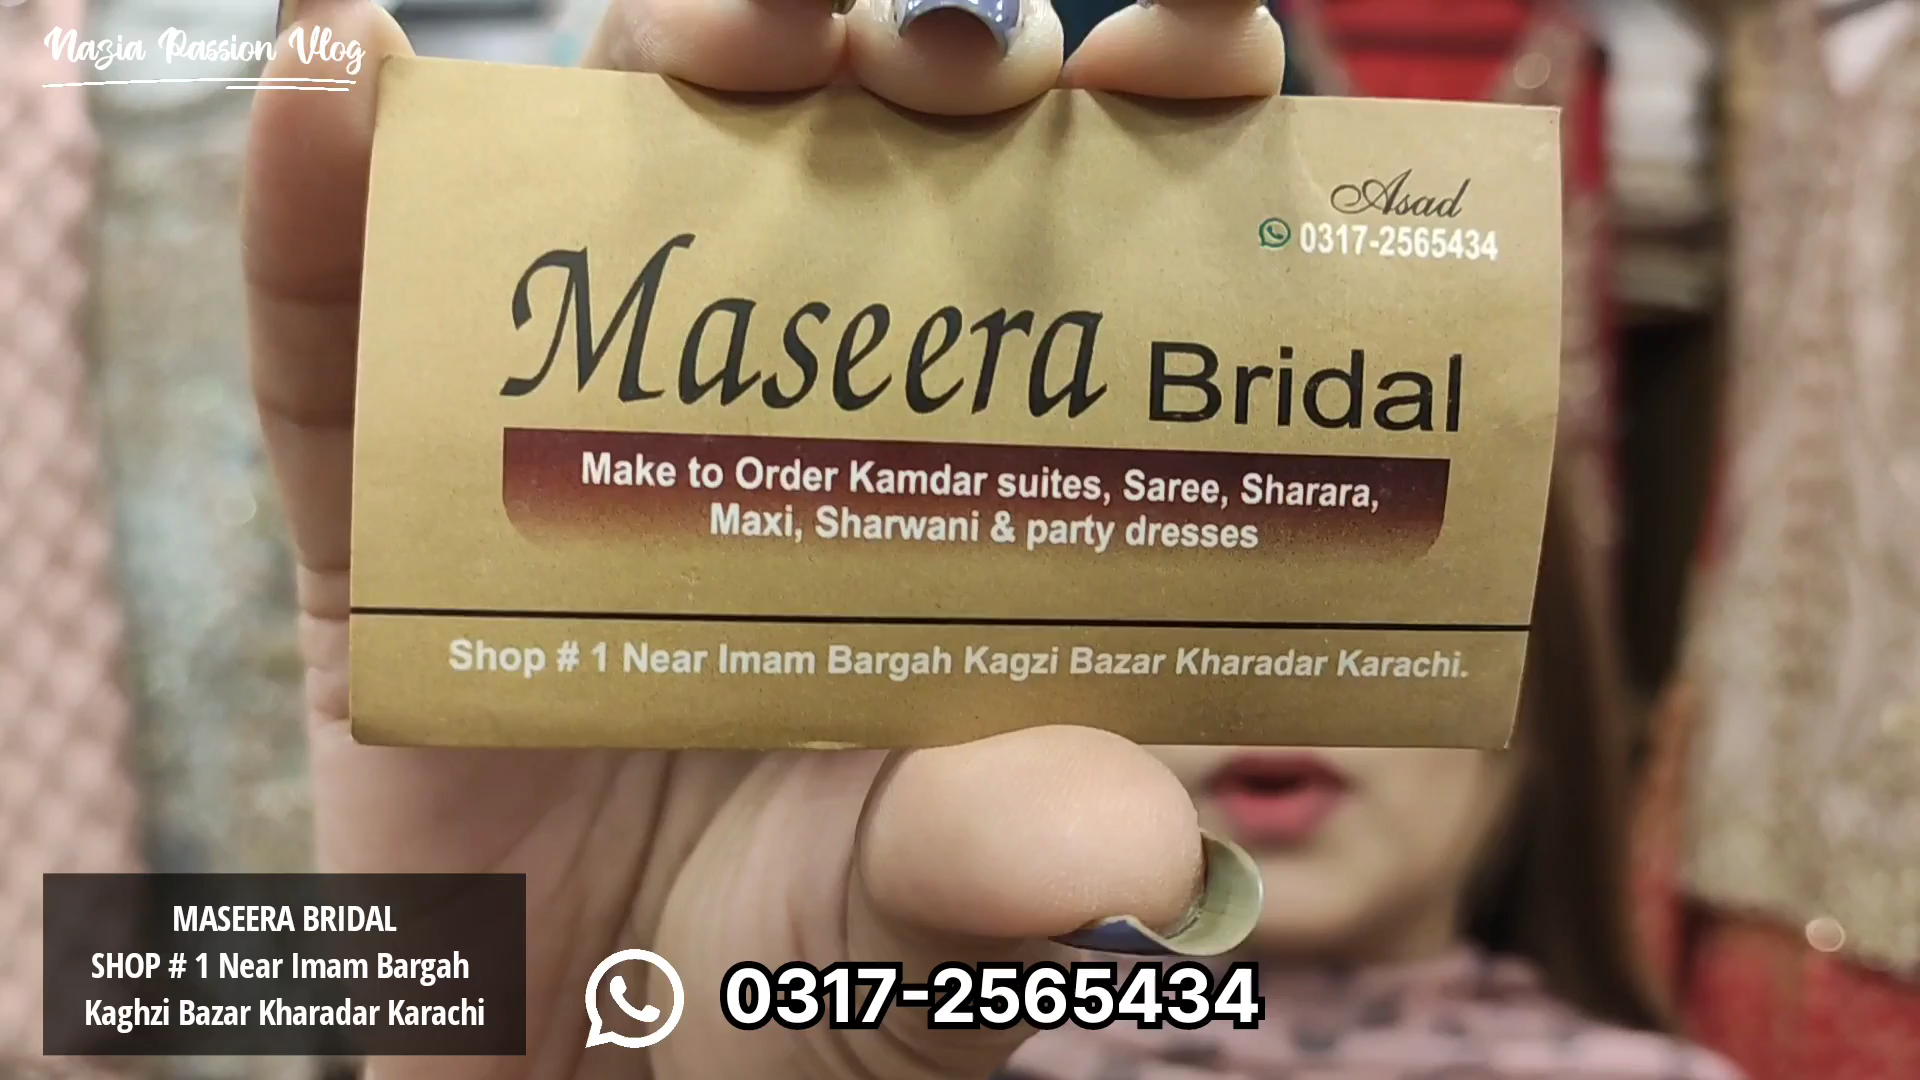 Nazia Passion Vlog
Asad
0317-2565434
Maseera Bridal
Make to Order Kamdar suites, Saree, Sharara,
Maxi, Sharwani & party dresses
Shop # 1 Near Imam Bargah Kagzi Bazar Kharadar Karachi.
MASEERA BRIDAL
SHOP # 1 Near Imam Bargah
Kaghzi Bazar Kharadar Karachi
0317-2565434